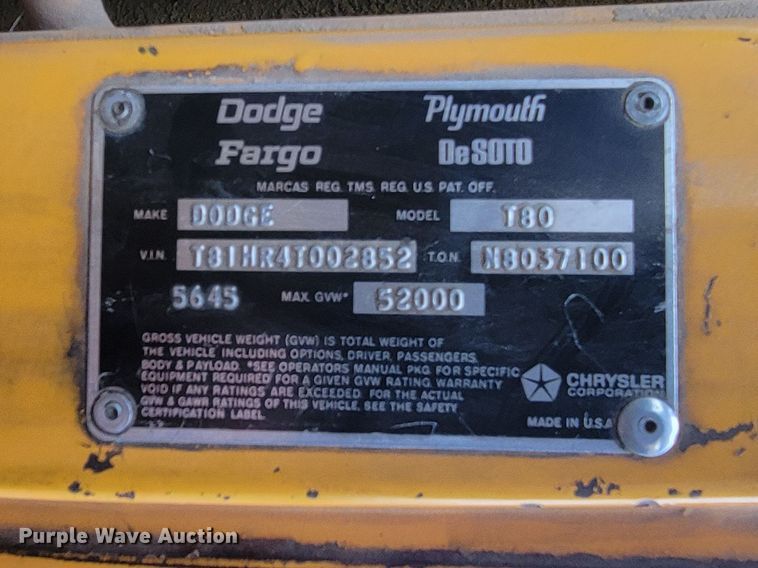 Dodge Plymouth
Fargo DeSOTO
MARCAS REG. TMS. REG. U.S. PAT. OFF.
MAKE DODGE MODEL T80
V.I.N. T81HR4T002852 T.O.N. N8037100
5645 MAX. GVW* 52000
GROSS VEHICLE WEIGHT (GVW) IS TOTAL WEIGHT OF
THE VEHICLE INCLUDING OPTIONS, DRIVER, PASSENGERS,
BODY & PAYLOAD. *SEE OPERATORS MANUAL PKG. FOR SPECIFIC
EQUIPMENT REQUIRED FOR A GIVEN GVW RATING. WARRANTY
VOID IF ANY RATINGS ARE EXCEEDED. FOR THE ACTUAL
GVW & GAWR RATINGS OF THIS VEHICLE, SEE THE SAFETY
CERTIFICATION LABEL.
CHRYSLER
CORPORATION
MADE IN U.S.A
Purple Wave Auction